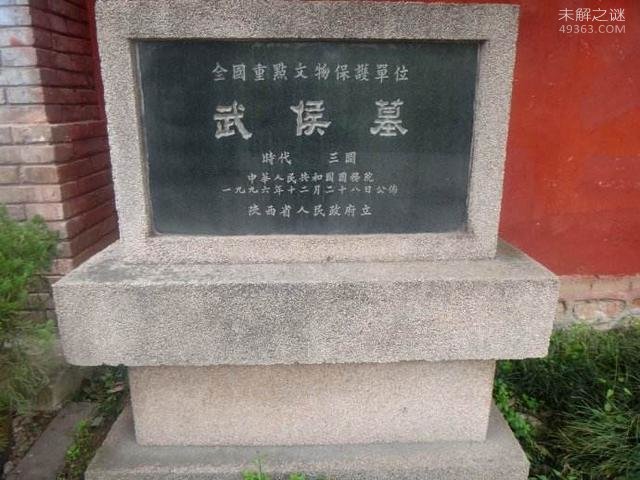 未解之谜
49363.com
全國重點文物保護單位
武侯墓
時代 三國
中華人民共和國國務院
一九九六年十二月二十八日公佈
陝西省人民政府立